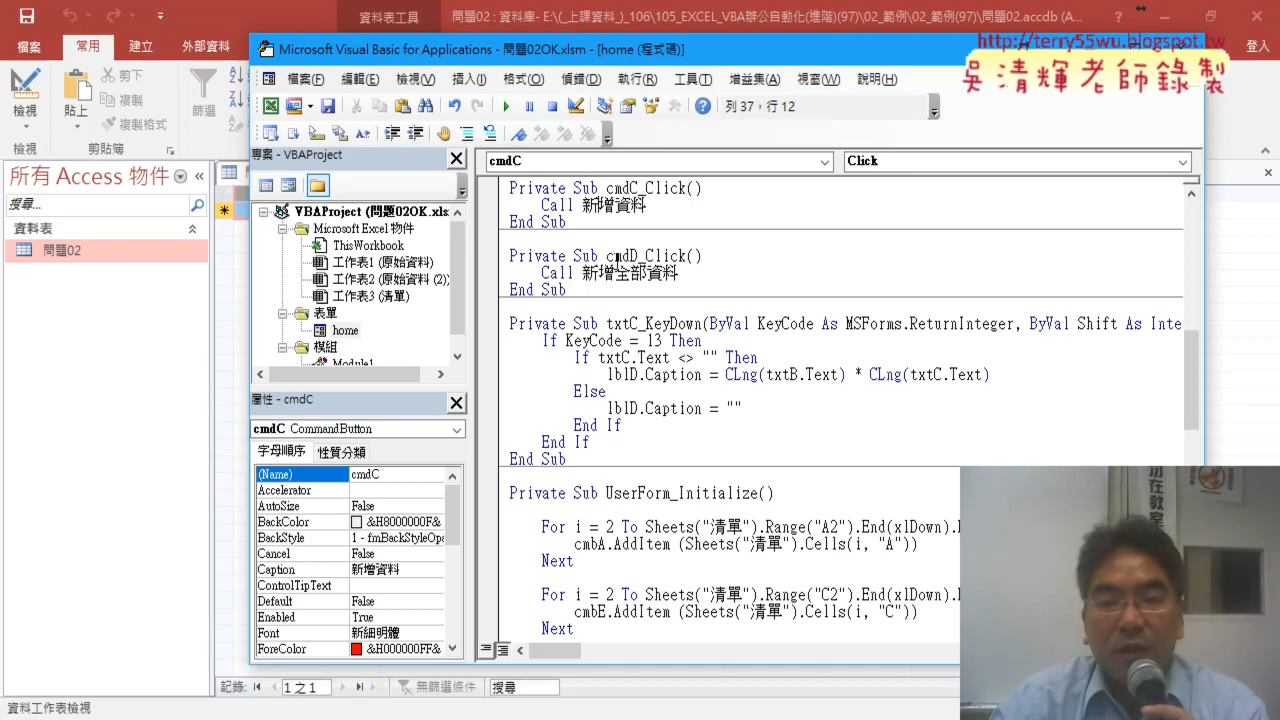 資料表工具
問題02 : 資料庫- E:\(_上課資料_)_106\105_EXCEL_VBA辦公自動化(進階)(97)\02_範例\02_範例(97)\問題02.accdb (A...
檔案
常用
建立
外部資料
登入
http://terry55wu.blogspot.tw
吳清輝老師錄製
檢視
貼上
剪下
複製
複製格式
篩選
檢視
剪貼簿
所有 Access 物件
搜尋...
資料表
問題02
Microsoft Visual Basic for Applications - 問題02OK.xlsm - [home (程式碼)]
檔案(F) 編輯(E) 檢視(V) 插入(I) 格式(O) 偵錯(D) 執行(R) 工具(T) 增益集(A) 視窗(W) 說明(H)
列 37，行 12
專案 - VBAProject
VBAProject (問題02OK.xls
Microsoft Excel 物件
ThisWorkbook
工作表1 (原始資料)
工作表2 (原始資料 (2))
工作表3 (清單)
表單
home
模組
Module1
屬性 - cmdC
cmdC CommandButton
字母順序 性質分類
(Name) cmdC
Accelerator
AutoSize False
BackColor &H8000000F&
BackStyle 1 - fmBackStyleOpa
Cancel False
Caption 新增資料
ControlTipText
Default False
Enabled True
Font 新細明體
ForeColor &H000000FF&
cmdC
Click
Private Sub cmdC_Click()
Call 新增資料
End Sub
Private Sub cmdD_Click()
Call 新增全部資料
End Sub
Private Sub txtC_KeyDown(ByVal KeyCode As MSForms.ReturnInteger, ByVal Shift As Inte
If KeyCode = 13 Then
If txtC.Text <> "" Then
lblD.Caption = CLng(txtB.Text) * CLng(txtC.Text)
Else
lblD.Caption = ""
End If
End If
End Sub
Private Sub UserForm_Initialize()
For i = 2 To Sheets("清單").Range("A2").End(xlDown).
cmbA.AddItem (Sheets("清單").Cells(i, "A"))
Next
For i = 2 To Sheets("清單").Range("C2").End(xlDown).
cmbE.AddItem (Sheets("清單").Cells(i, "C"))
Next
記錄: 1 之 1 無篩選條件 搜尋
資料工作表檢視